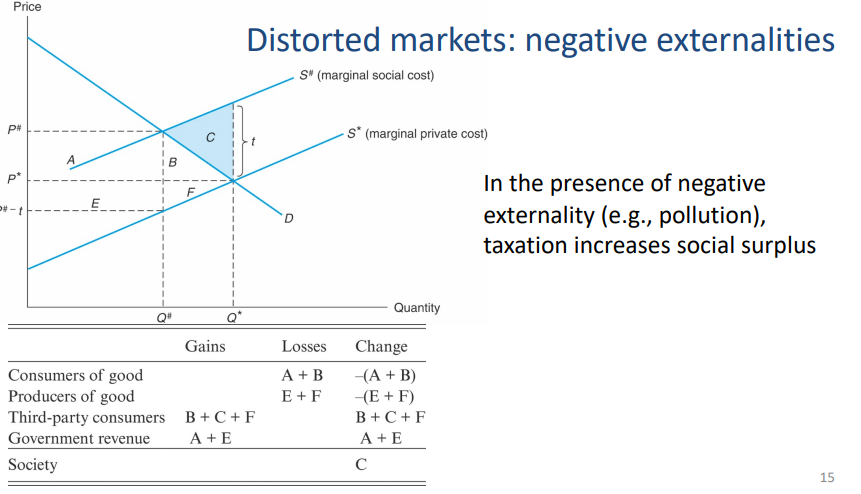 Distorted markets: negative externalities
Price
S# (marginal social cost)
S* (marginal private cost)
P#
A
C
t
B
P*
F
E
P# – t
D
Quantity
Q#
Q*
In the presence of negative
externality (e.g., pollution),
taxation increases social surplus
Gains Losses Change
Consumers of good A + B –(A + B)
Producers of good E + F –(E + F)
Third-party consumers B + C + F B + C + F
Government revenue A + E A + E
Society C
15